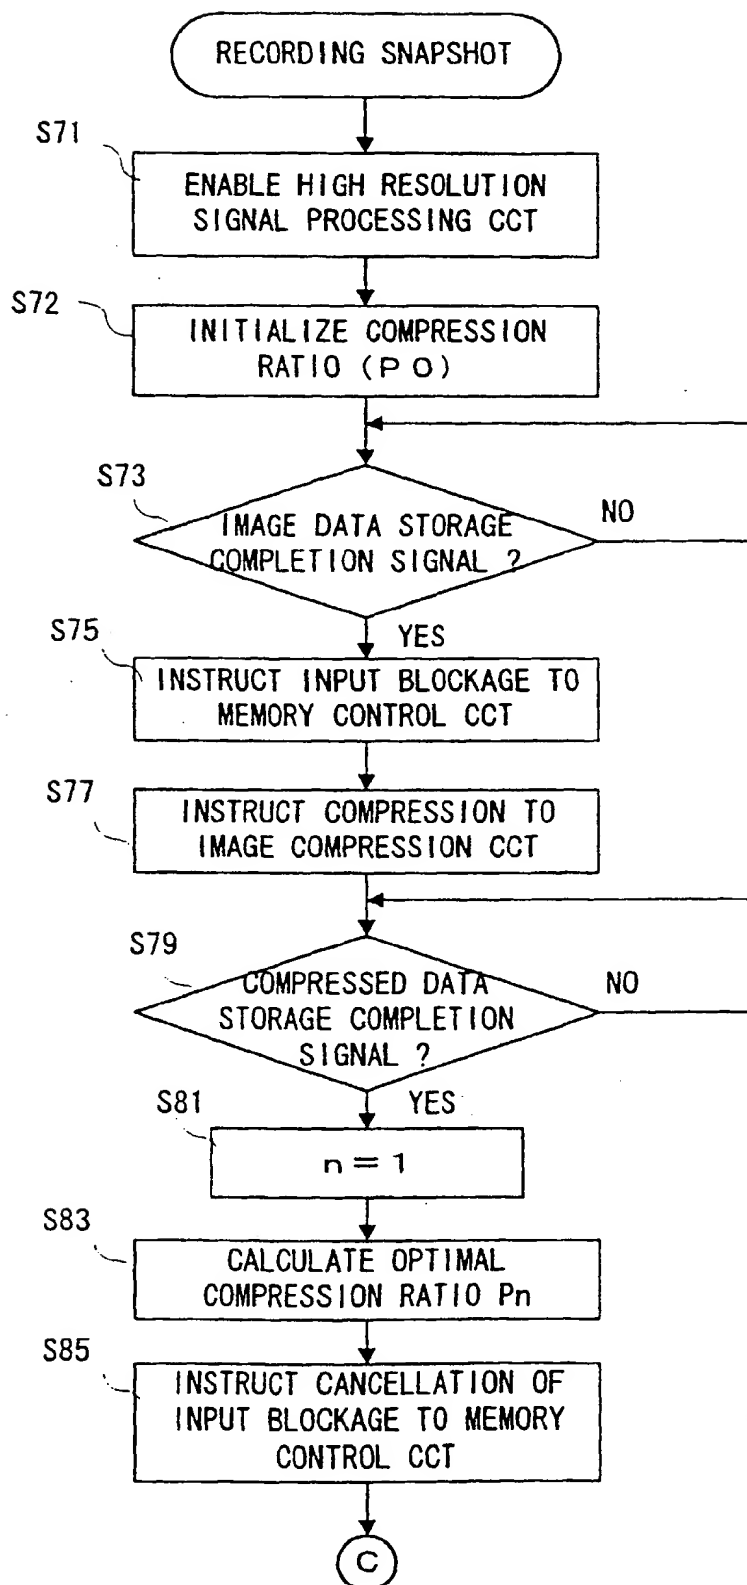 RECORDING SNAPSHOT
S71
ENABLE HIGH RESOLUTION
SIGNAL PROCESSING CCT
S72
INITIALIZE COMPRESSION
RATIO (P0)
S73
IMAGE DATA STORAGE
COMPLETION SIGNAL ?
NO
YES
S75
INSTRUCT INPUT BLOCKAGE TO
MEMORY CONTROL CCT
S77
INSTRUCT COMPRESSION TO
IMAGE COMPRESSION CCT
S79
COMPRESSED DATA
STORAGE COMPLETION
SIGNAL ?
NO
YES
S81
n = 1
S83
CALCULATE OPTIMAL
COMPRESSION RATIO Pn
S85
INSTRUCT CANCELLATION OF
INPUT BLOCKAGE TO MEMORY
CONTROL CCT
C